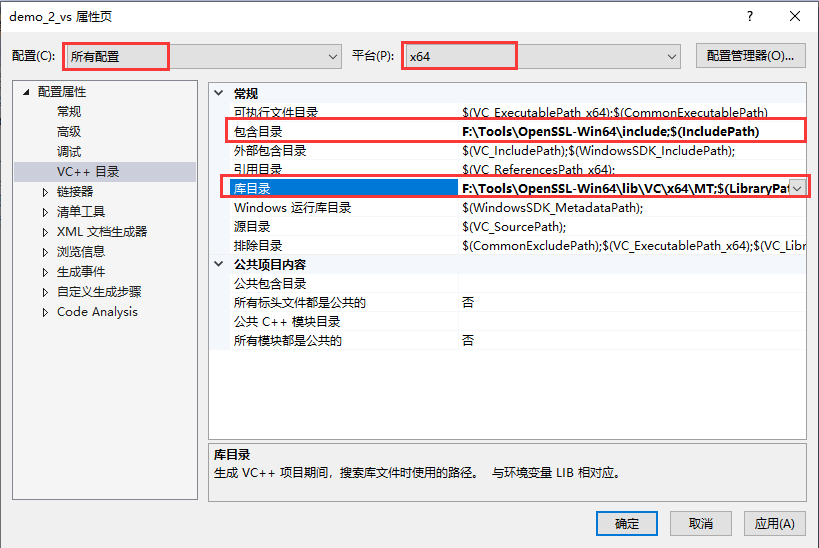 demo_2_vs 属性页
配置(C): 所有配置 平台(P): x64 配置管理器(O)...
配置属性
常规
高级
调试
VC++ 目录
链接器
清单工具
XML 文档生成器
浏览信息
生成事件
自定义生成步骤
Code Analysis
常规
可执行文件目录 $(VC_ExecutablePath_x64);$(CommonExecutablePath)
包含目录 F:\Tools\OpenSSL-Win64\include;$(IncludePath)
外部包含目录 $(VC_IncludePath);$(WindowsSDK_IncludePath);
引用目录 $(VC_ReferencesPath_x64);
库目录 F:\Tools\OpenSSL-Win64\lib\VC\x64\MT;$(LibraryPat
Windows 运行库目录 $(WindowsSDK_MetadataPath);
源目录 $(VC_SourcePath);
排除目录 $(CommonExcludePath);$(VC_ExecutablePath_x64);$(VC_Libr
公共项目内容
公共包含目录
所有标头文件都是公共的 否
公共 C++ 模块目录
所有模块都是公共的 否
库目录
生成 VC++ 项目期间，搜索库文件时使用的路径。 与环境变量 LIB 相对应。
确定 取消 应用(A)